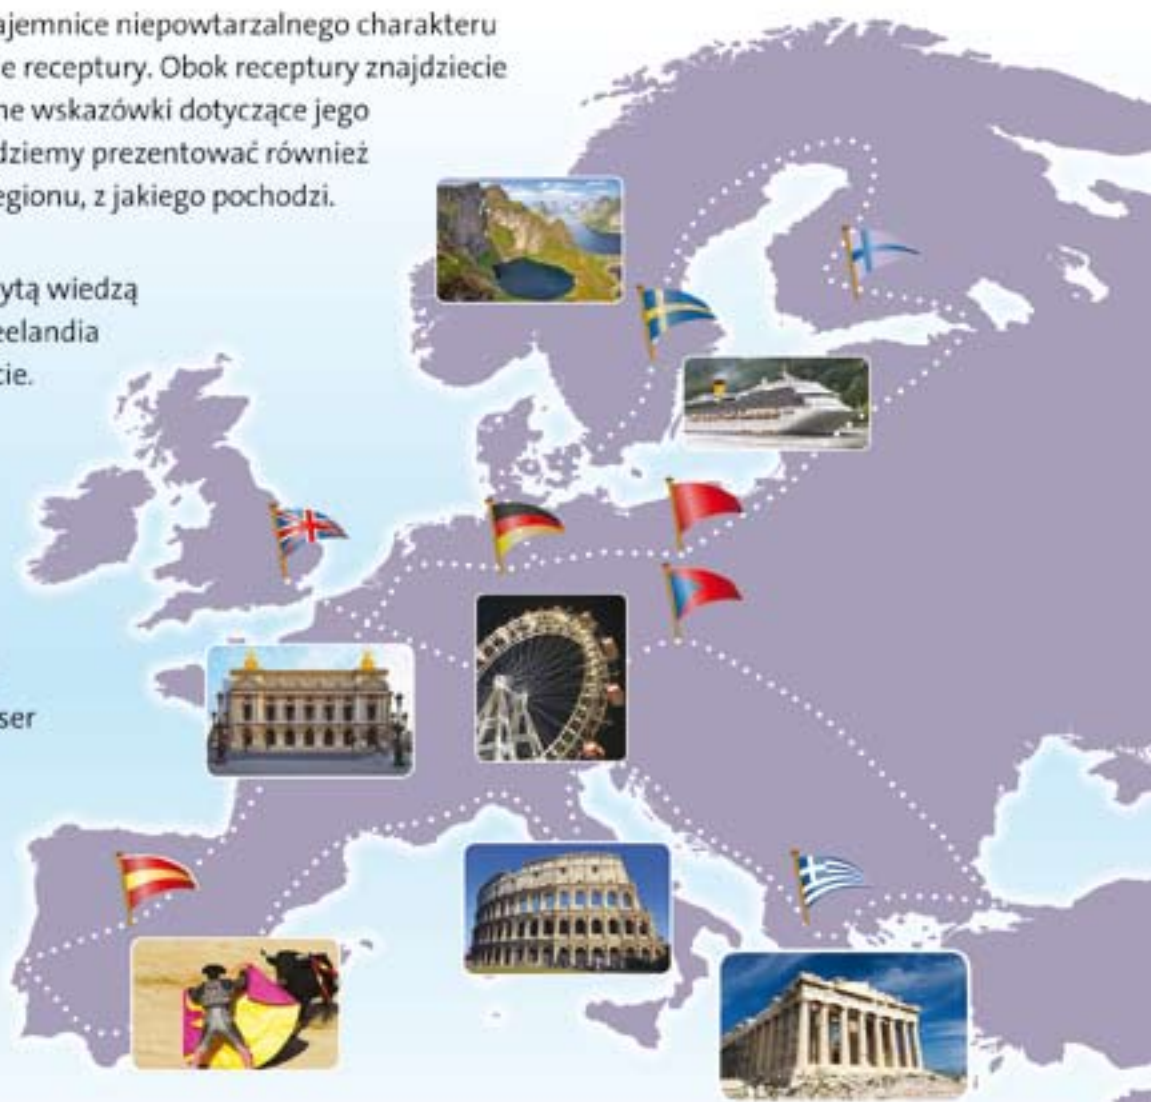 ajemnice niepowtarzalnego charakteru
e receptury. Obok receptury znajdziecie
ne wskazówki dotyczące jego
dziemy prezentować również
egionu, z jakiego pochodzi.
ytą wiedzą
eelandia
cie.
ser